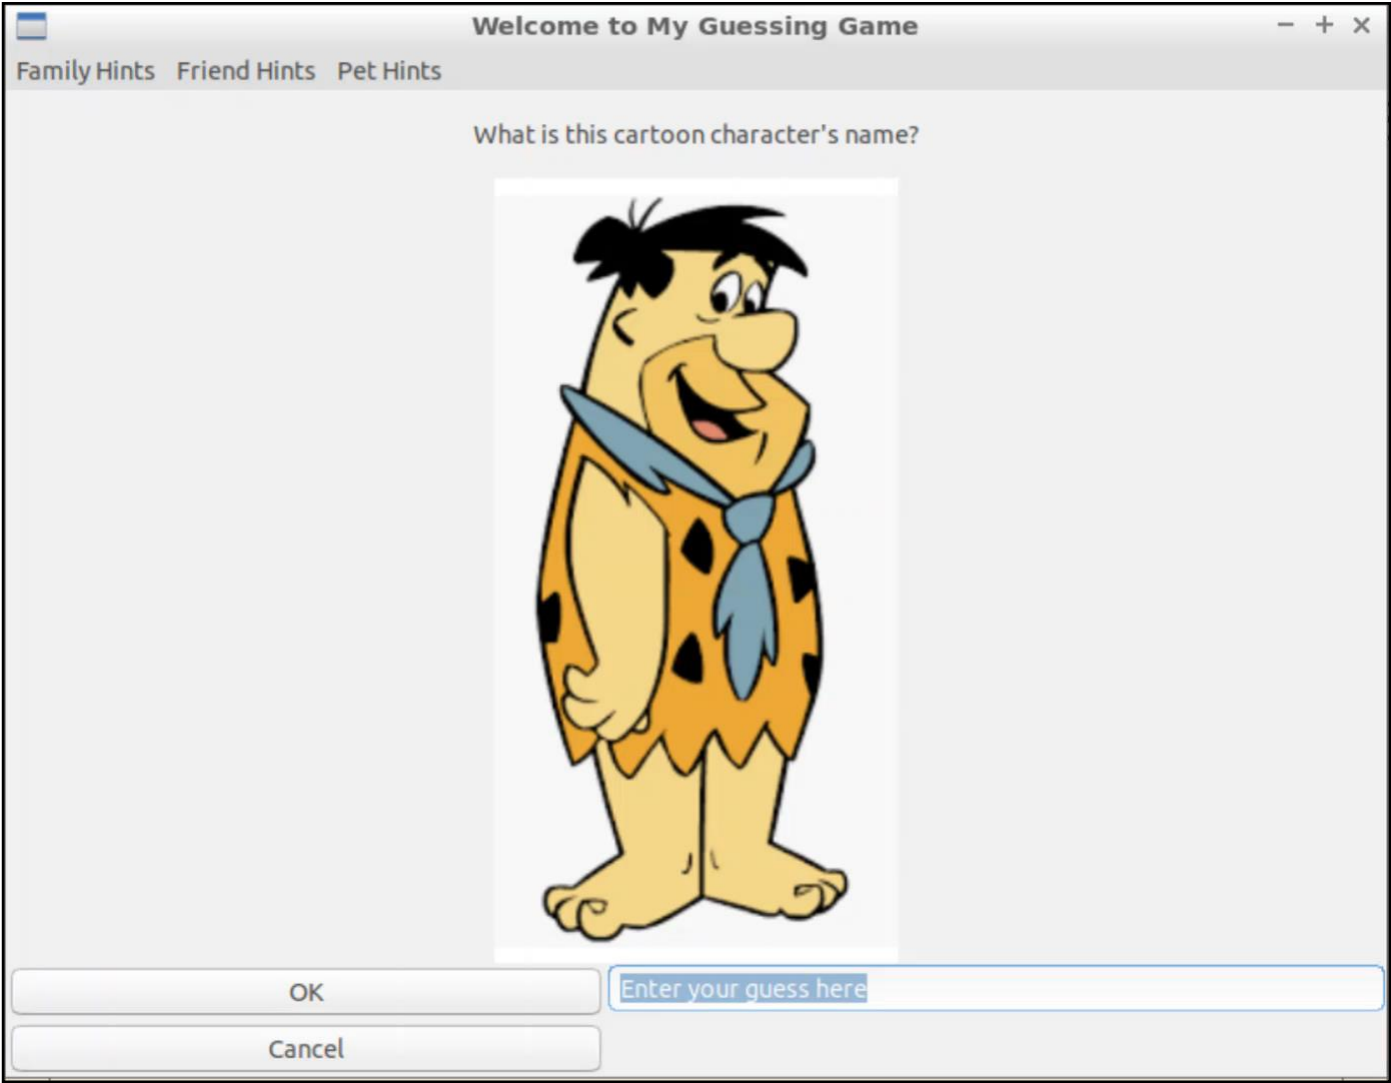 Welcome to My Guessing Game
Family Hints Friend Hints Pet Hints
What is this cartoon character's name?
OK
Enter your guess here
Cancel